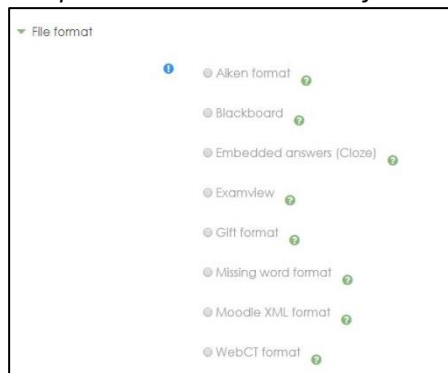 File format
Aiken format
Blackboard
Embedded answers (Cloze)
Examview
Gift format
Missing word format
Moodle XML format
WebCT format